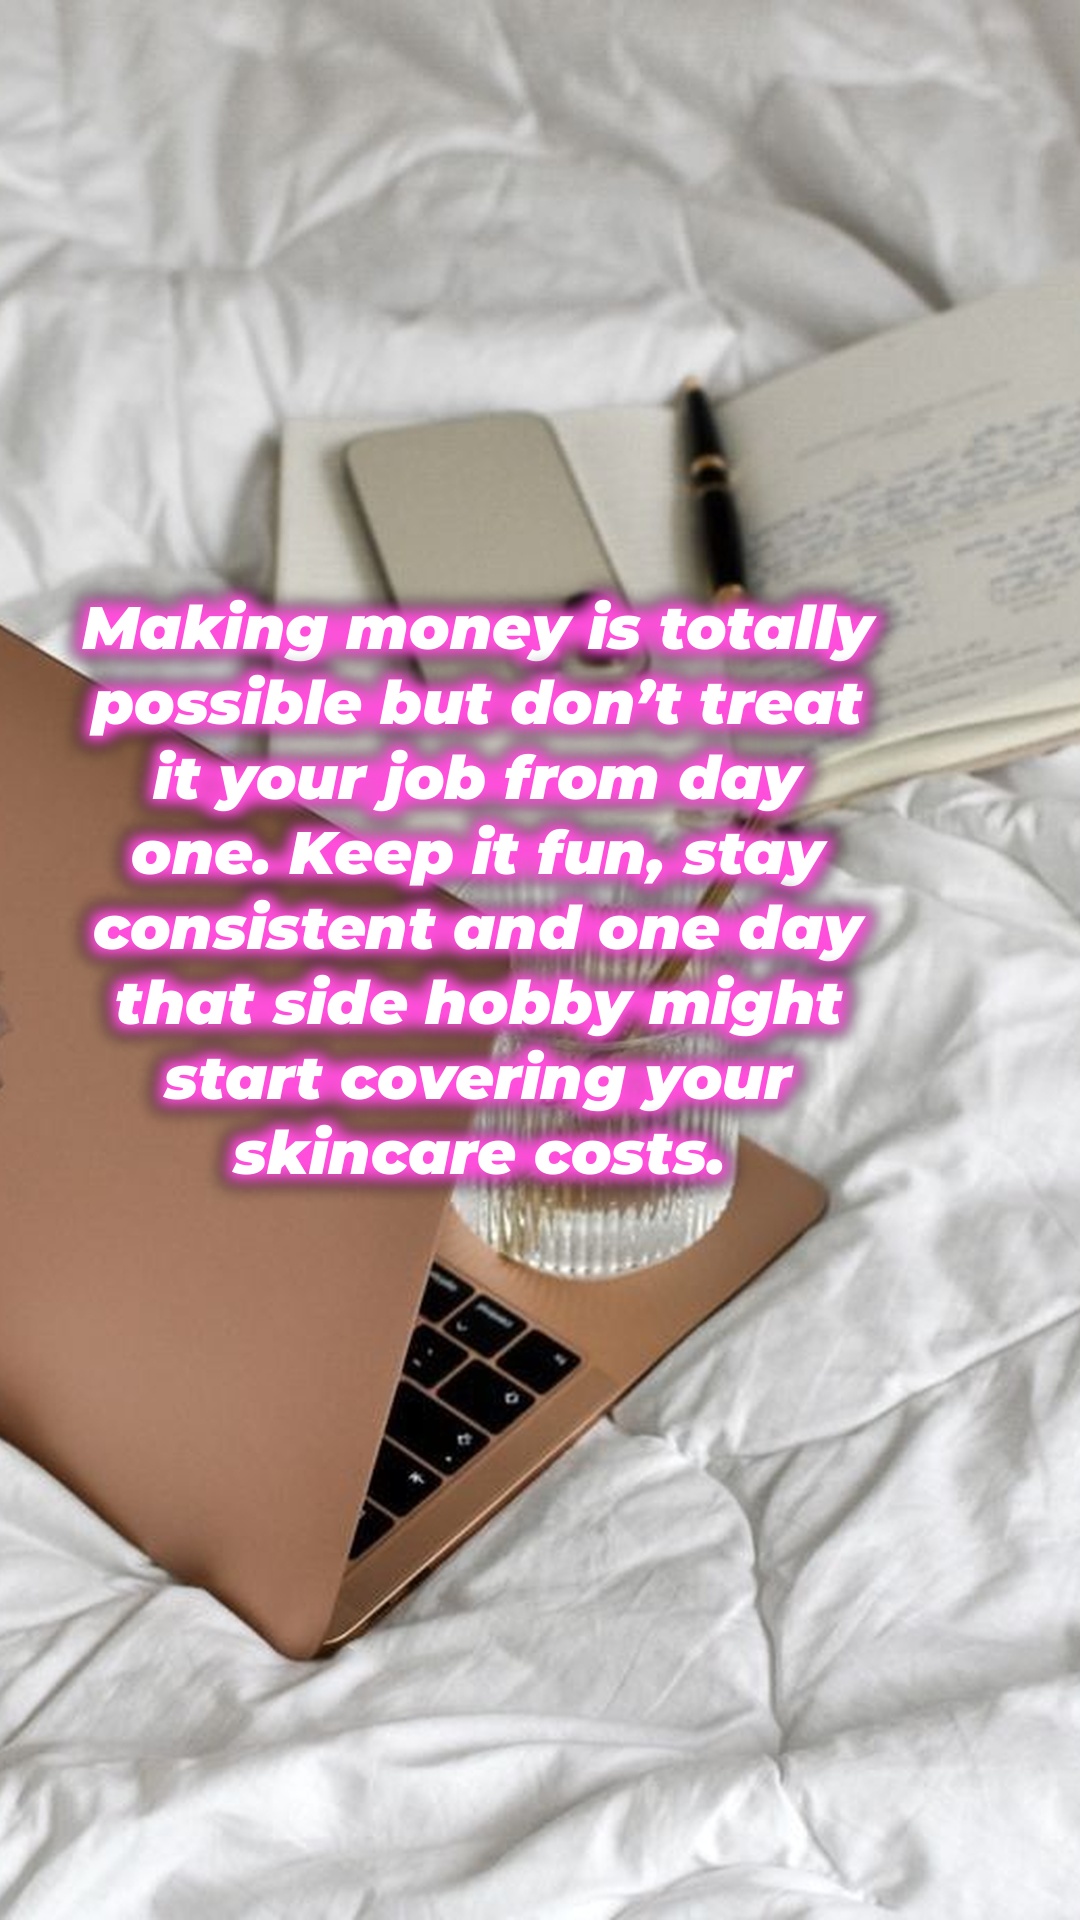 Making money is totally
possible but don’t treat
it your job from day
one. Keep it fun, stay
consistent and one day
that side hobby might
start covering your
skincare costs.